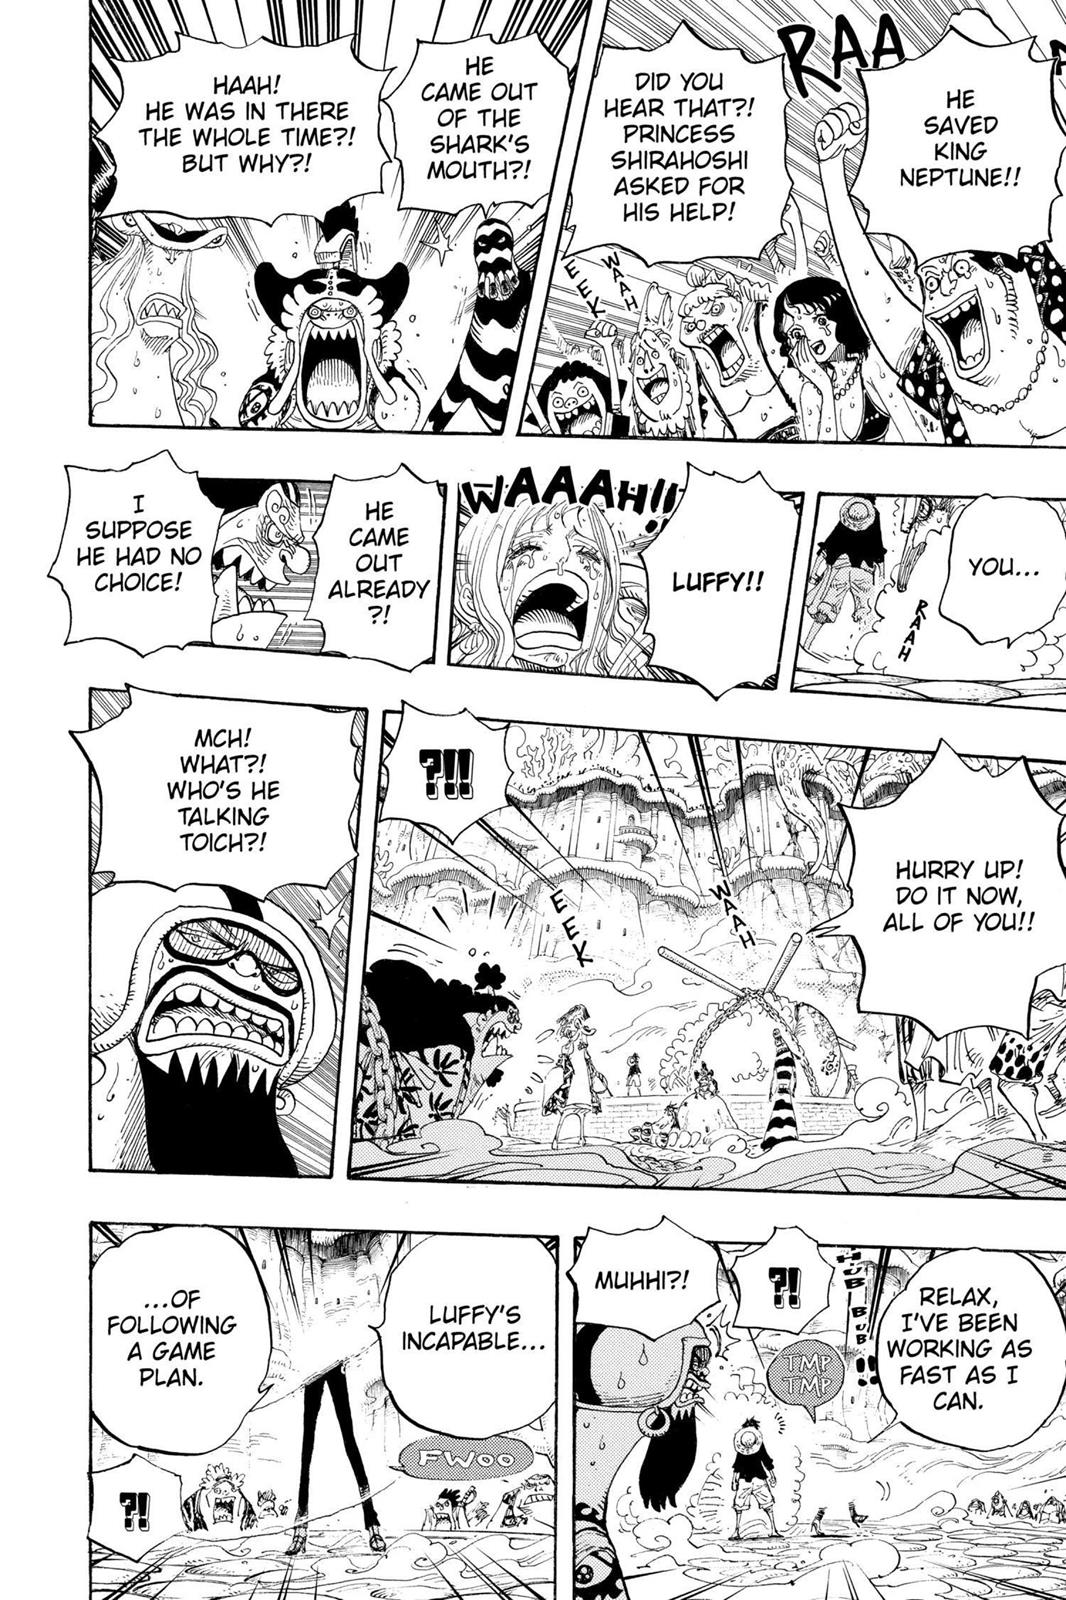 RAA
HE
SAVED
KING
NEPTUNE!!
DID YOU
HEAR THAT?!
PRINCESS
SHIRAHOSHI
ASKED FOR
HIS HELP!
WAAH
EEK
HE
CAME OUT
OF THE
SHARK'S
MOUTH?!
HAAH!
HE WAS IN THERE
THE WHOLE TIME?!
BUT WHY?!
YOU...
RAAH
LUFFY!!
WAAAH!!
HE
CAME
OUT
ALREADY
?!
I
SUPPOSE
HE HAD NO
CHOICE!
HURRY UP!
DO IT NOW,
ALL OF YOU!!
WAAH
EEK
?!!
MCH!
WHAT?!
WHO'S HE
TALKING
TOICH?!
RELAX,
I'VE BEEN
WORKING AS
FAST AS I
CAN.
HUB
BUB
!!
TMP
TMP
?!
MUHHI?!
LUFFY'S
INCAPABLE...
FWOO
...OF
FOLLOWING
A GAME
PLAN.
?!